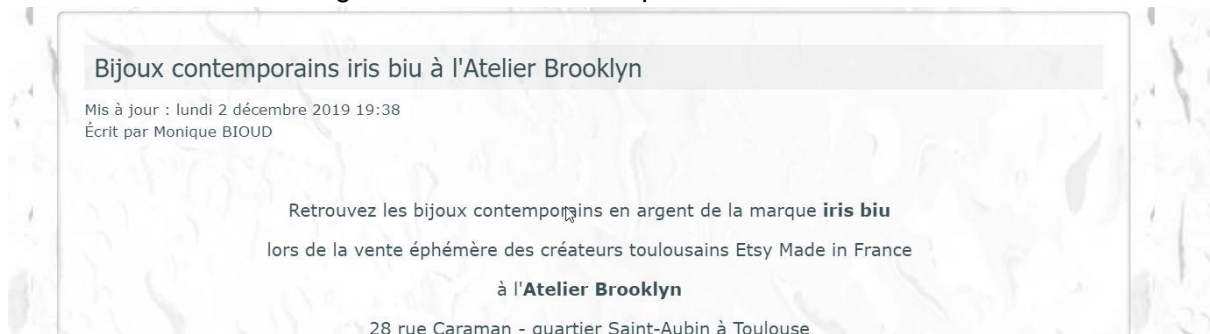 Bijoux contemporains iris biu à l'Atelier Brooklyn
Mis à jour : lundi 2 décembre 2019 19:38
Écrit par Monique BIOUD
Retrouvez les bijoux contemporains en argent de la marque iris biu
lors de la vente éphémère des créateurs toulousains Etsy Made in France
à l'Atelier Brooklyn
28 rue Caraman - quartier Saint-Aubin à Toulouse